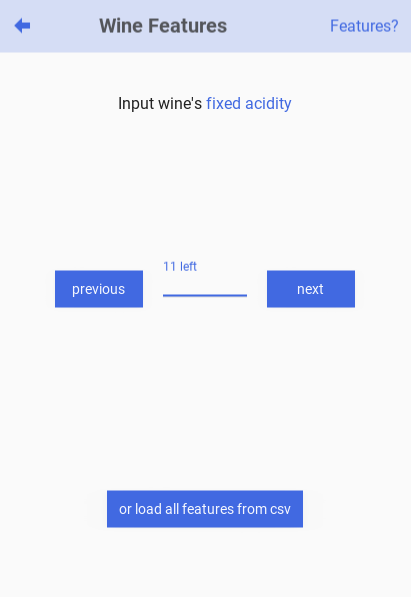 Wine Features
Features?
Input wine's fixed acidity
11 left
previous
next
or load all features from csv